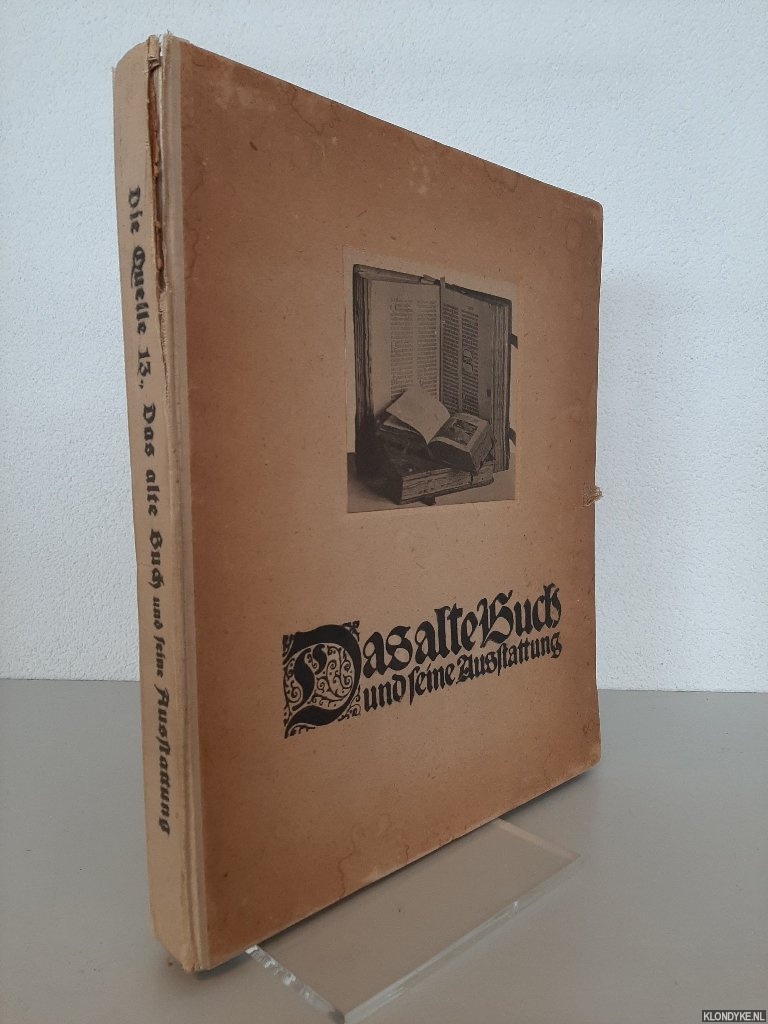 Die Quelle 13., Das alte Buch und seine Ausstattung
Das alte Buch
und seine Ausstattung
KLONDYKE.NL